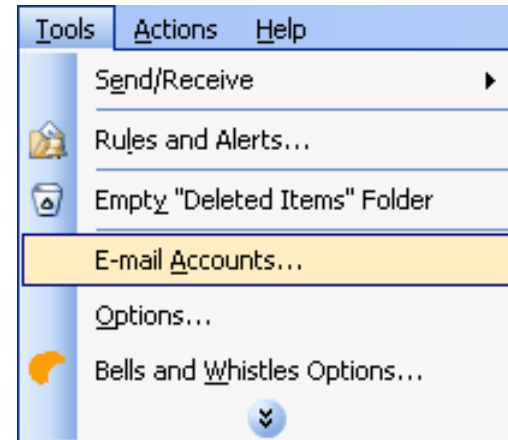 Tools Actions Help
Send/Receive
Rules and Alerts...
Empty "Deleted Items" Folder
E-mail Accounts...
Options...
Bells and Whistles Options...